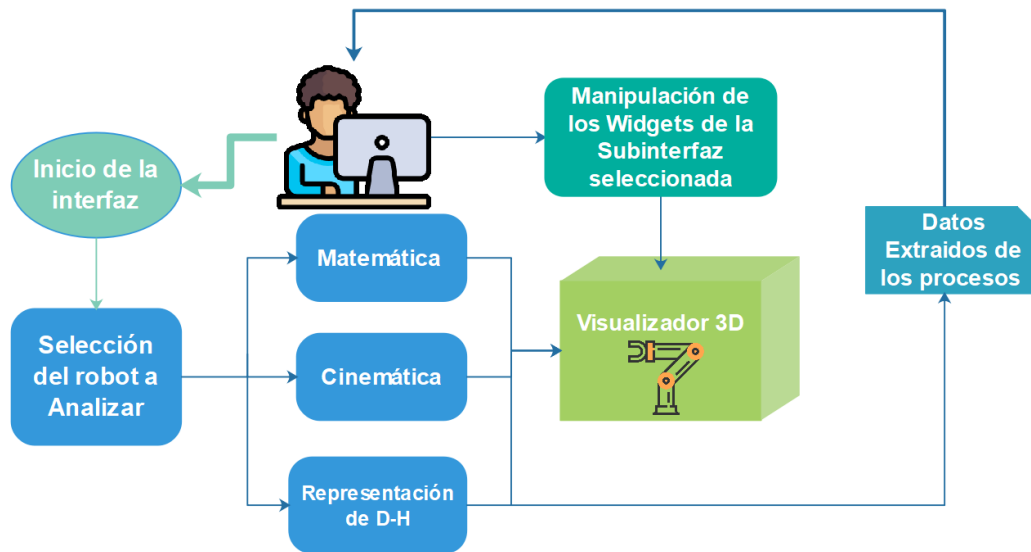 Manipulación de
los Widgets de la
Subinterfaz
seleccionada
Inicio de la
interfaz
Datos
Extraidos de
los procesos
Matemática
Visualizador 3D
Selección
del robot a
Analizar
Cinemática
Representación
de D-H